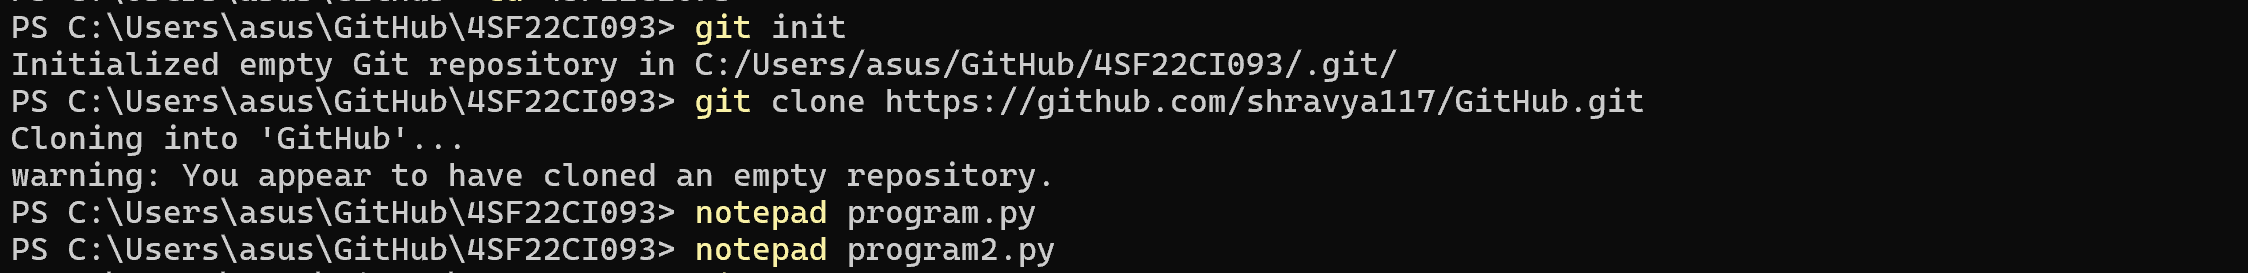 PS C:\Users\asus\GitHub\4SF22CI093> git init
Initialized empty Git repository in C:/Users/asus/GitHub/4SF22CI093/.git/
PS C:\Users\asus\GitHub\4SF22CI093> git clone https://github.com/shravya117/GitHub.git
Cloning into 'GitHub'...
warning: You appear to have cloned an empty repository.
PS C:\Users\asus\GitHub\4SF22CI093> notepad program.py
PS C:\Users\asus\GitHub\4SF22CI093> notepad program2.py